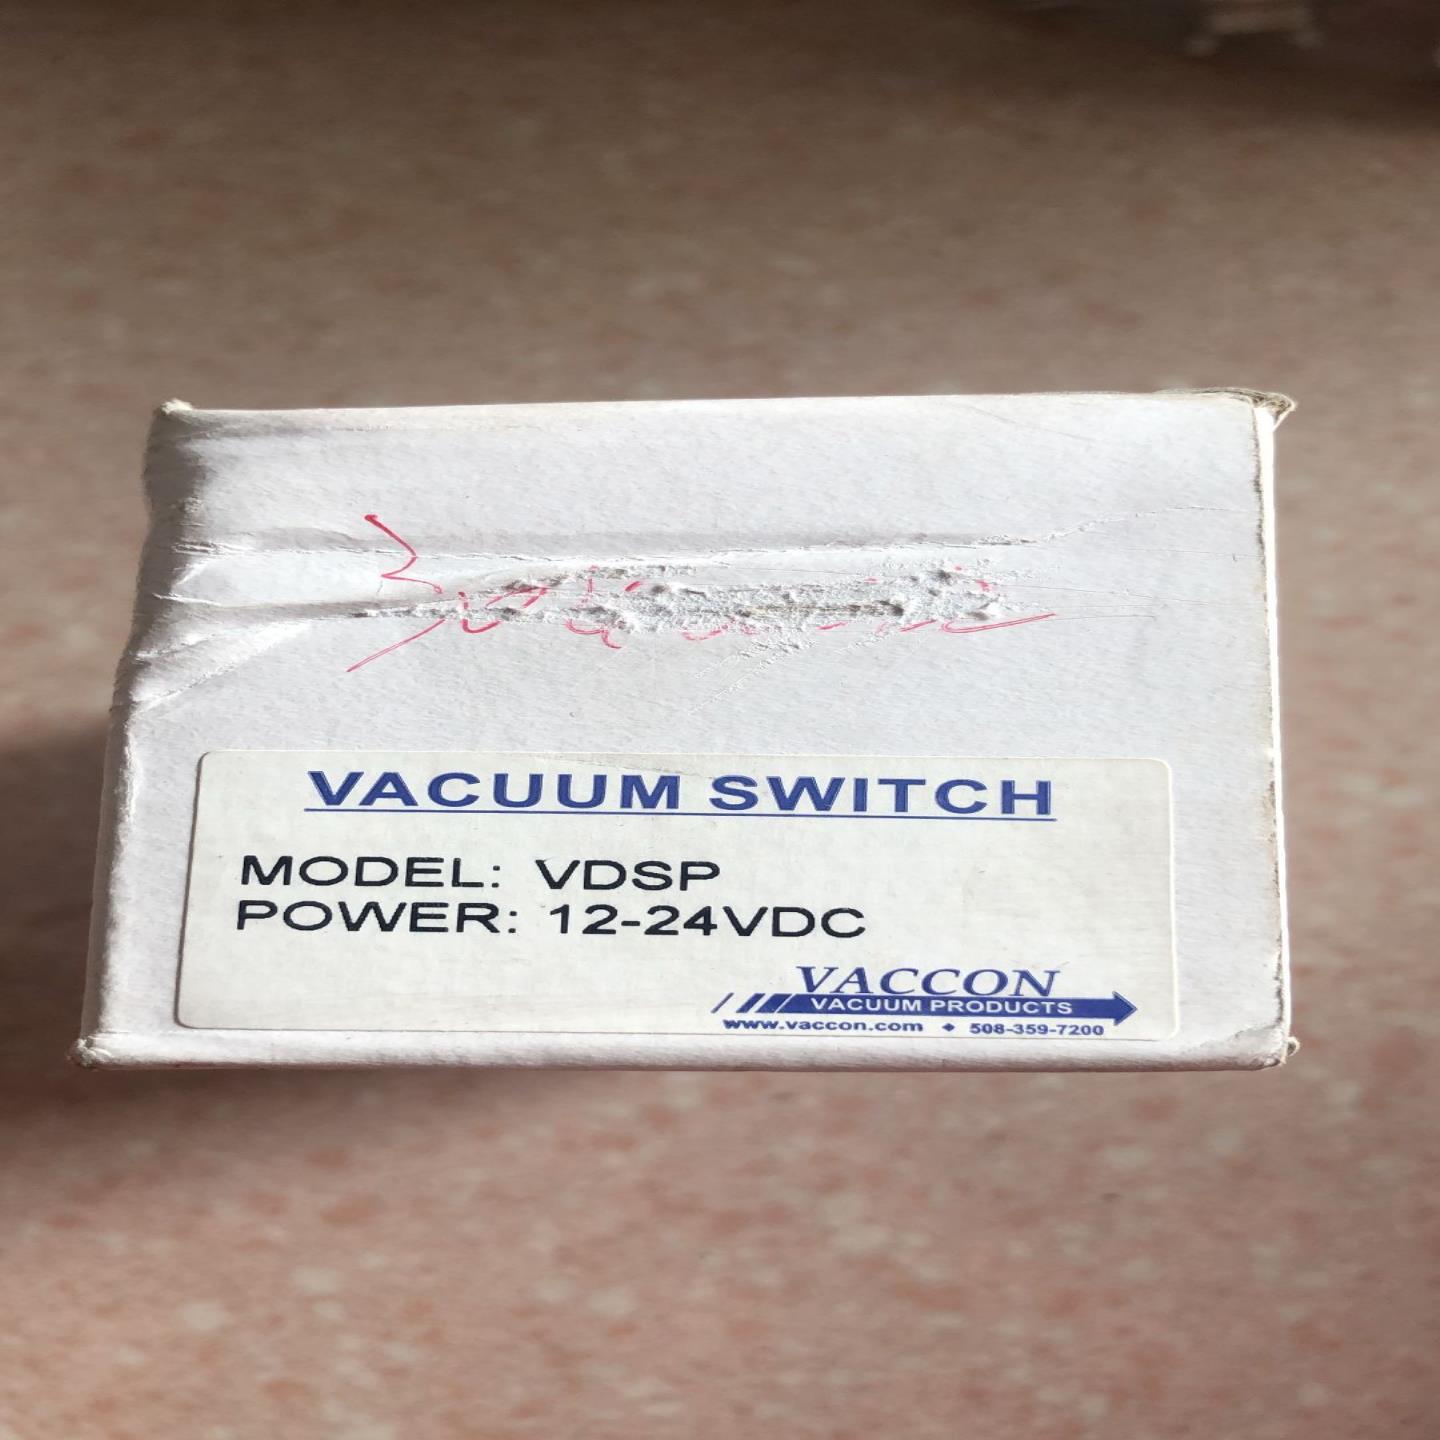 VACUUM SWITCH
MODEL: VDSP
POWER: 12-24VDC
VACCON
VACUUM PRODUCTS
www.vaccon.com ◆ 508-359-7200